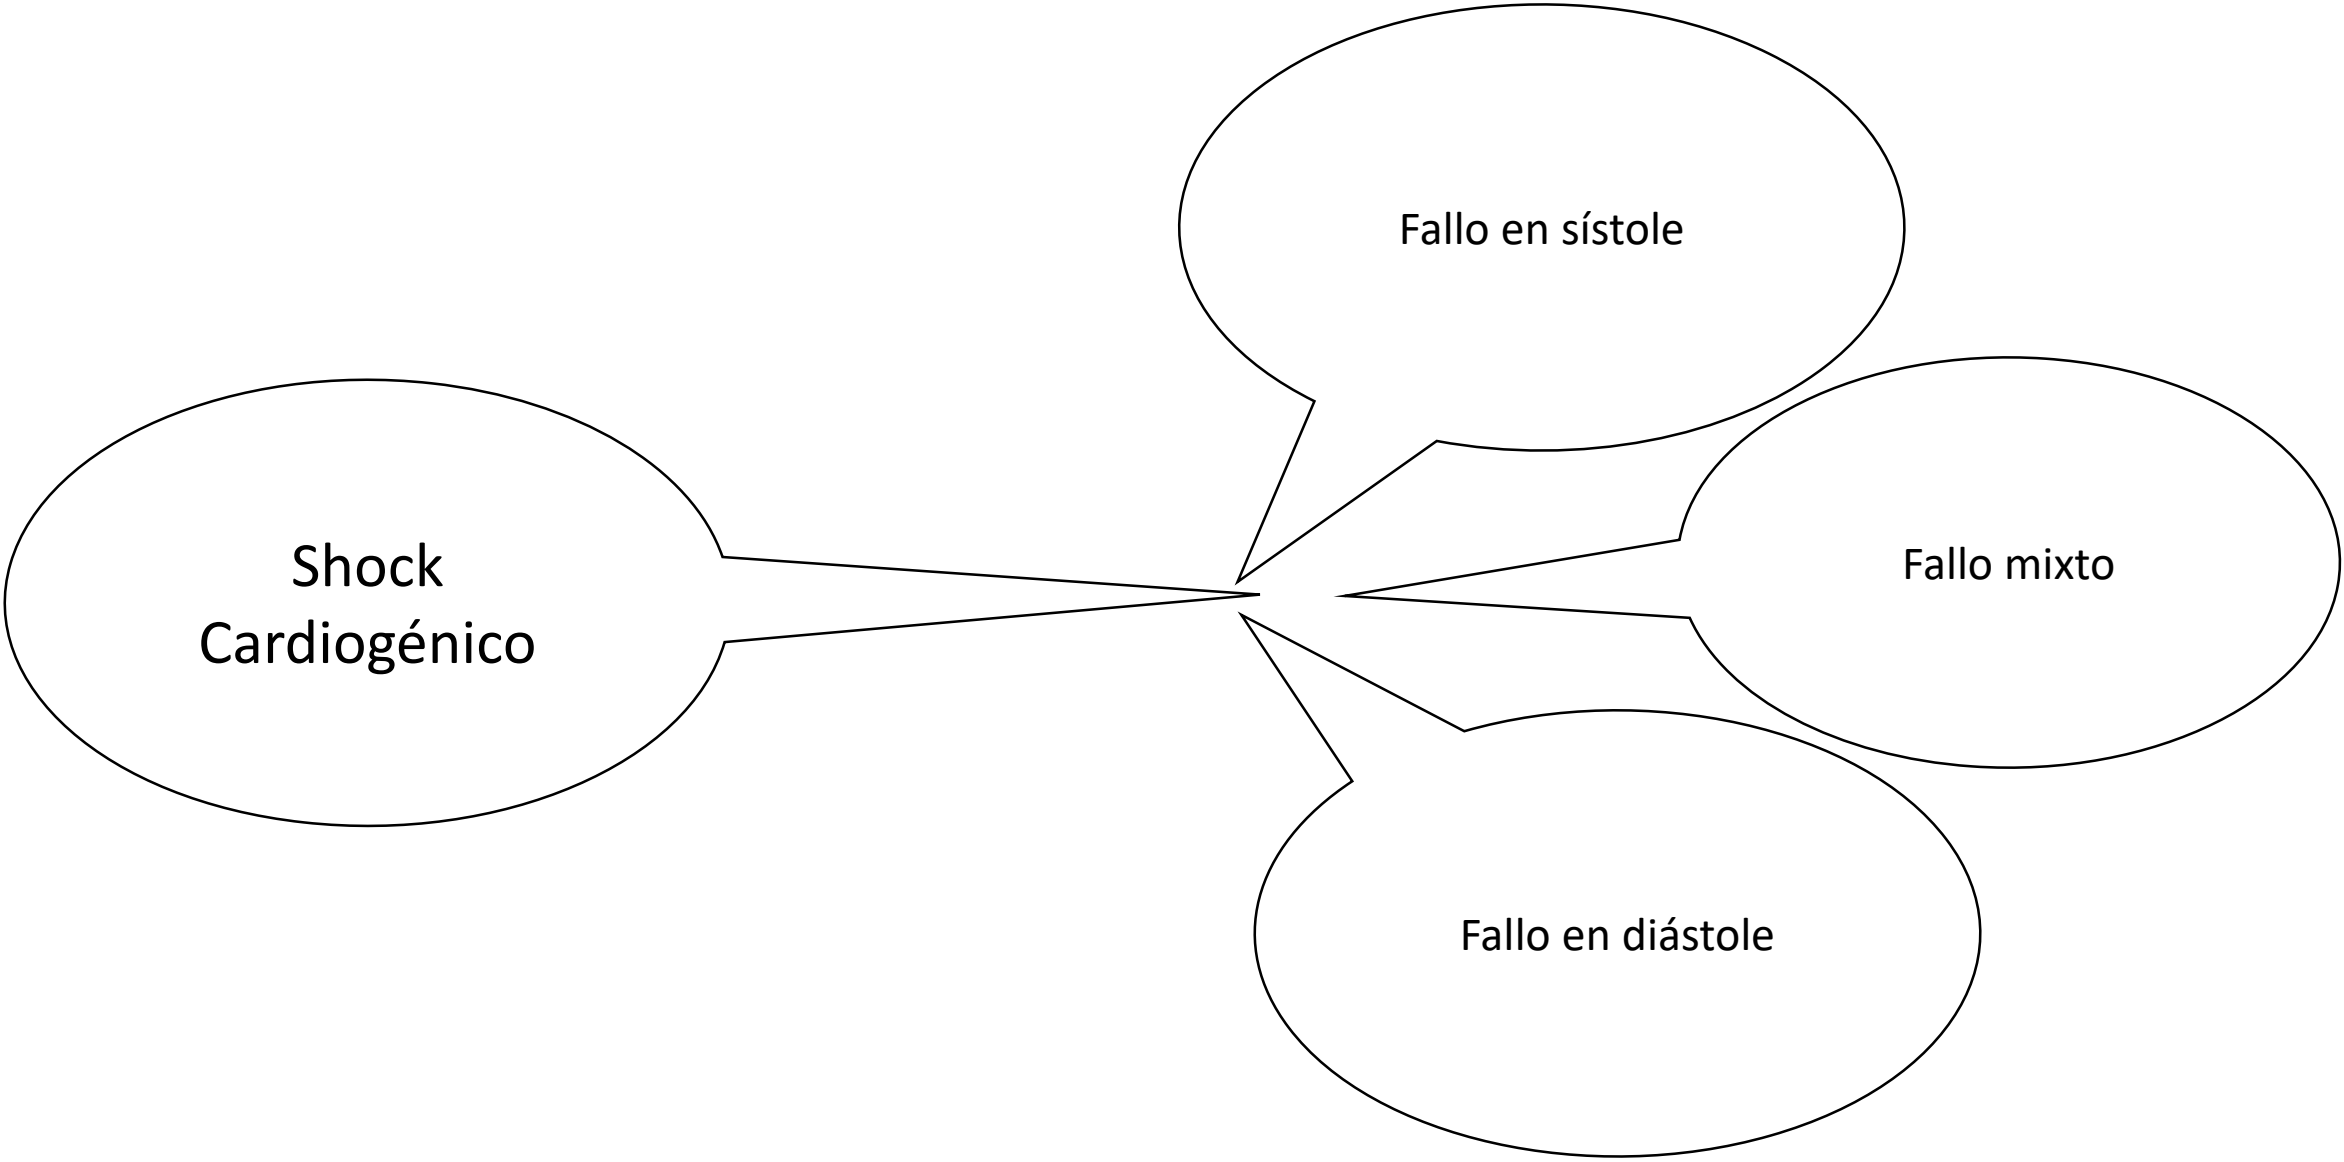 Shock
Cardiogénico
Fallo en sístole
Fallo mixto
Fallo en diástole